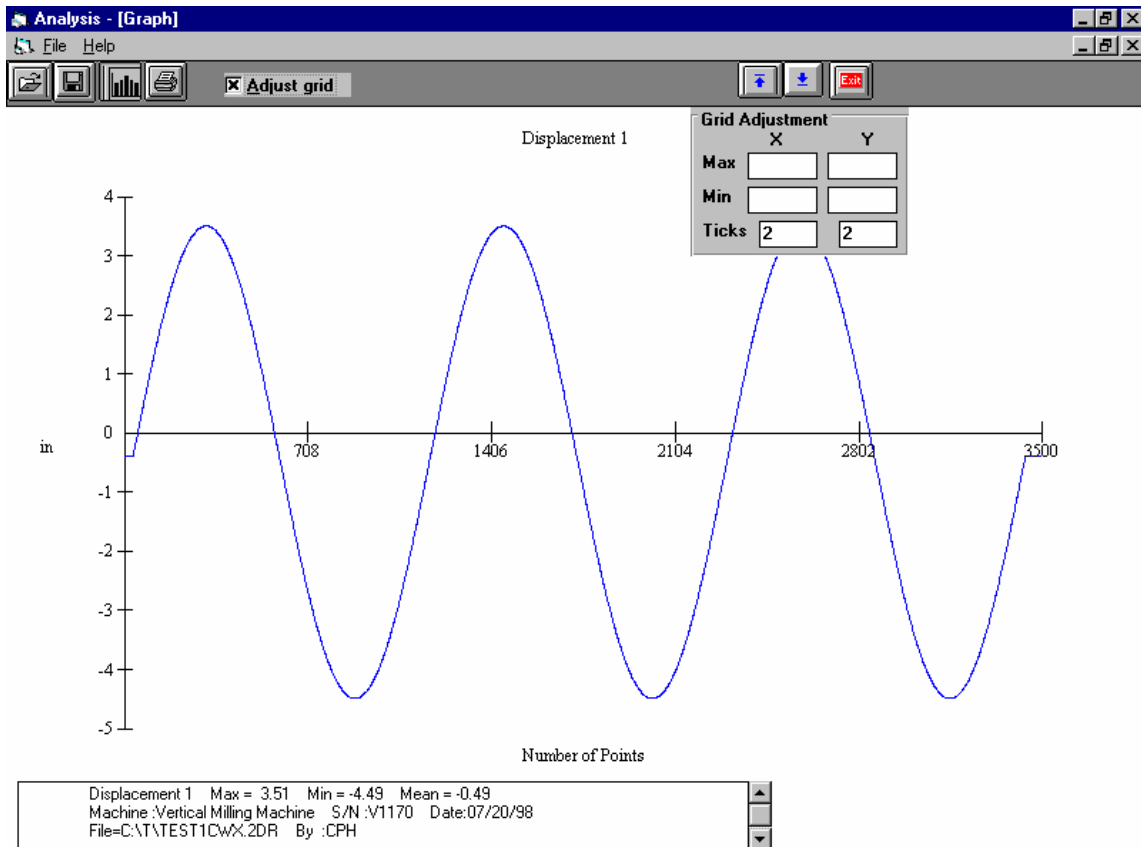 Analysis - [Graph]
File Help
Adjust grid
Exit
Displacement 1
Grid Adjustment
X Y
Max
Min
Ticks 2 2
4
3
2
1
0
in
708 1406 2104 2802 3500
-1
-2
-3
-4
-5
Number of Points
Displacement 1 Max = 3.51 Min = -4.49 Mean = -0.49
Machine :Vertical Milling Machine S/N :V1170 Date:07/20/98
File=C:\T\TEST1CWX.2DR By :CPH